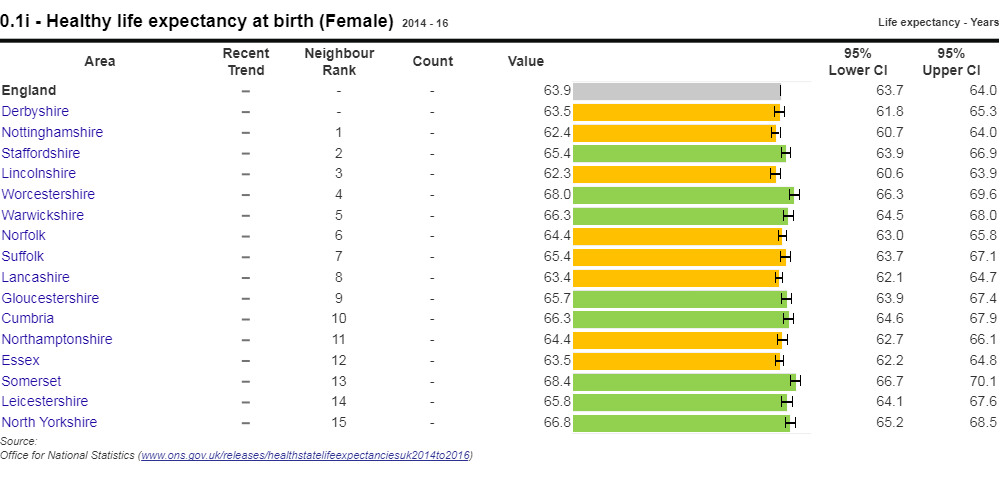 0.1i - Healthy life expectancy at birth (Female) 2014 - 16 Life expectancy - Years
Area Recent Trend Neighbour Rank Count Value 95% Lower CI 95% Upper CI
England – - - 63.9 63.7 64.0
Derbyshire – - - 63.5 61.8 65.3
Nottinghamshire – 1 - 62.4 60.7 64.0
Staffordshire – 2 - 65.4 63.9 66.9
Lincolnshire – 3 - 62.3 60.6 63.9
Worcestershire – 4 - 68.0 66.3 69.6
Warwickshire – 5 - 66.3 64.5 68.0
Norfolk – 6 - 64.4 63.0 65.8
Suffolk – 7 - 65.4 63.7 67.1
Lancashire – 8 - 63.4 62.1 64.7
Gloucestershire – 9 - 65.7 63.9 67.4
Cumbria – 10 - 66.3 64.6 67.9
Northamptonshire – 11 - 64.4 62.7 66.1
Essex – 12 - 63.5 62.2 64.8
Somerset – 13 - 68.4 66.7 70.1
Leicestershire – 14 - 65.8 64.1 67.6
North Yorkshire – 15 - 66.8 65.2 68.5
Source:
Office for National Statistics (www.ons.gov.uk/releases/healthstatelifeexpectanciesuk2014to2016)